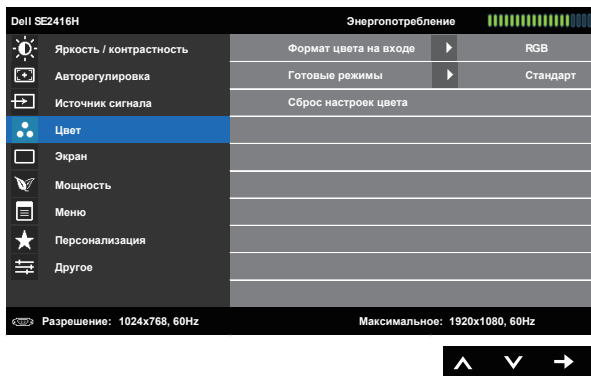 Dell SE2416H Энергопотребление
Яркость / контрастность Формат цвета на входе RGB
Авторегулировка Готовые режимы Стандарт
Источник сигнала Сброс настроек цвета
Цвет
Экран
Мощность
Меню
Персонализация
Другое
Разрешение: 1024x768, 60Hz Максимальное: 1920x1080, 60Hz